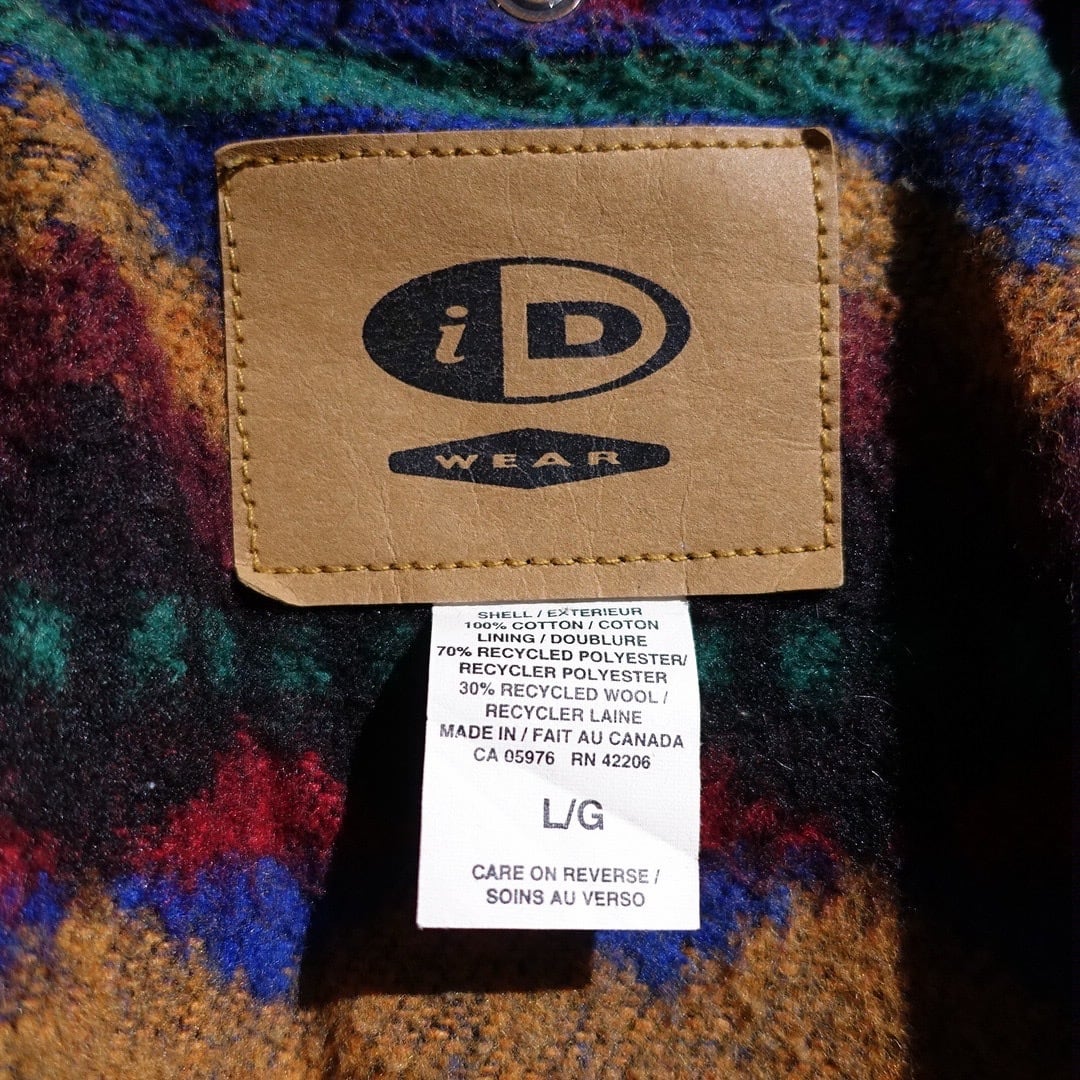 iD
WEAR
SHELL / EXTERIEUR
100% COTTON / COTON
LINING / DOUBLURE
70% RECYCLED POLYESTER/
RECYCLER POLYESTER
30% RECYCLED WOOL /
RECYCLER LAINE
MADE IN / FAIT AU CANADA
CA 05976 RN 42206
L/G
CARE ON REVERSE /
SOINS AU VERSO